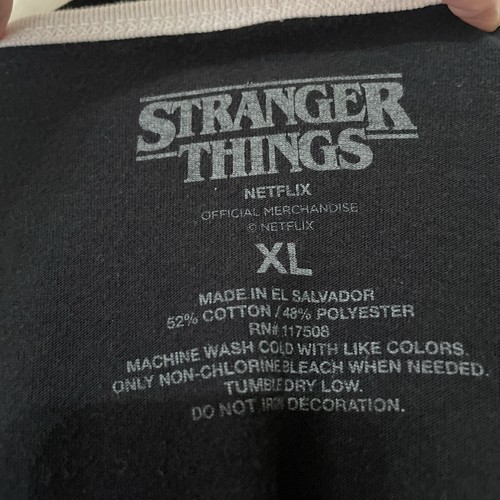 STRANGER
THINGS
NETFLIX
OFFICIAL MERCHANDISE
© NETFLIX
XL
MADE IN EL SALVADOR
52% COTTON / 48% POLYESTER
RN# 117508
MACHINE WASH COLD WITH LIKE COLORS.
ONLY NON-CHLORINE BLEACH WHEN NEEDED.
TUMBLE DRY LOW.
DO NOT IRON DECORATION.